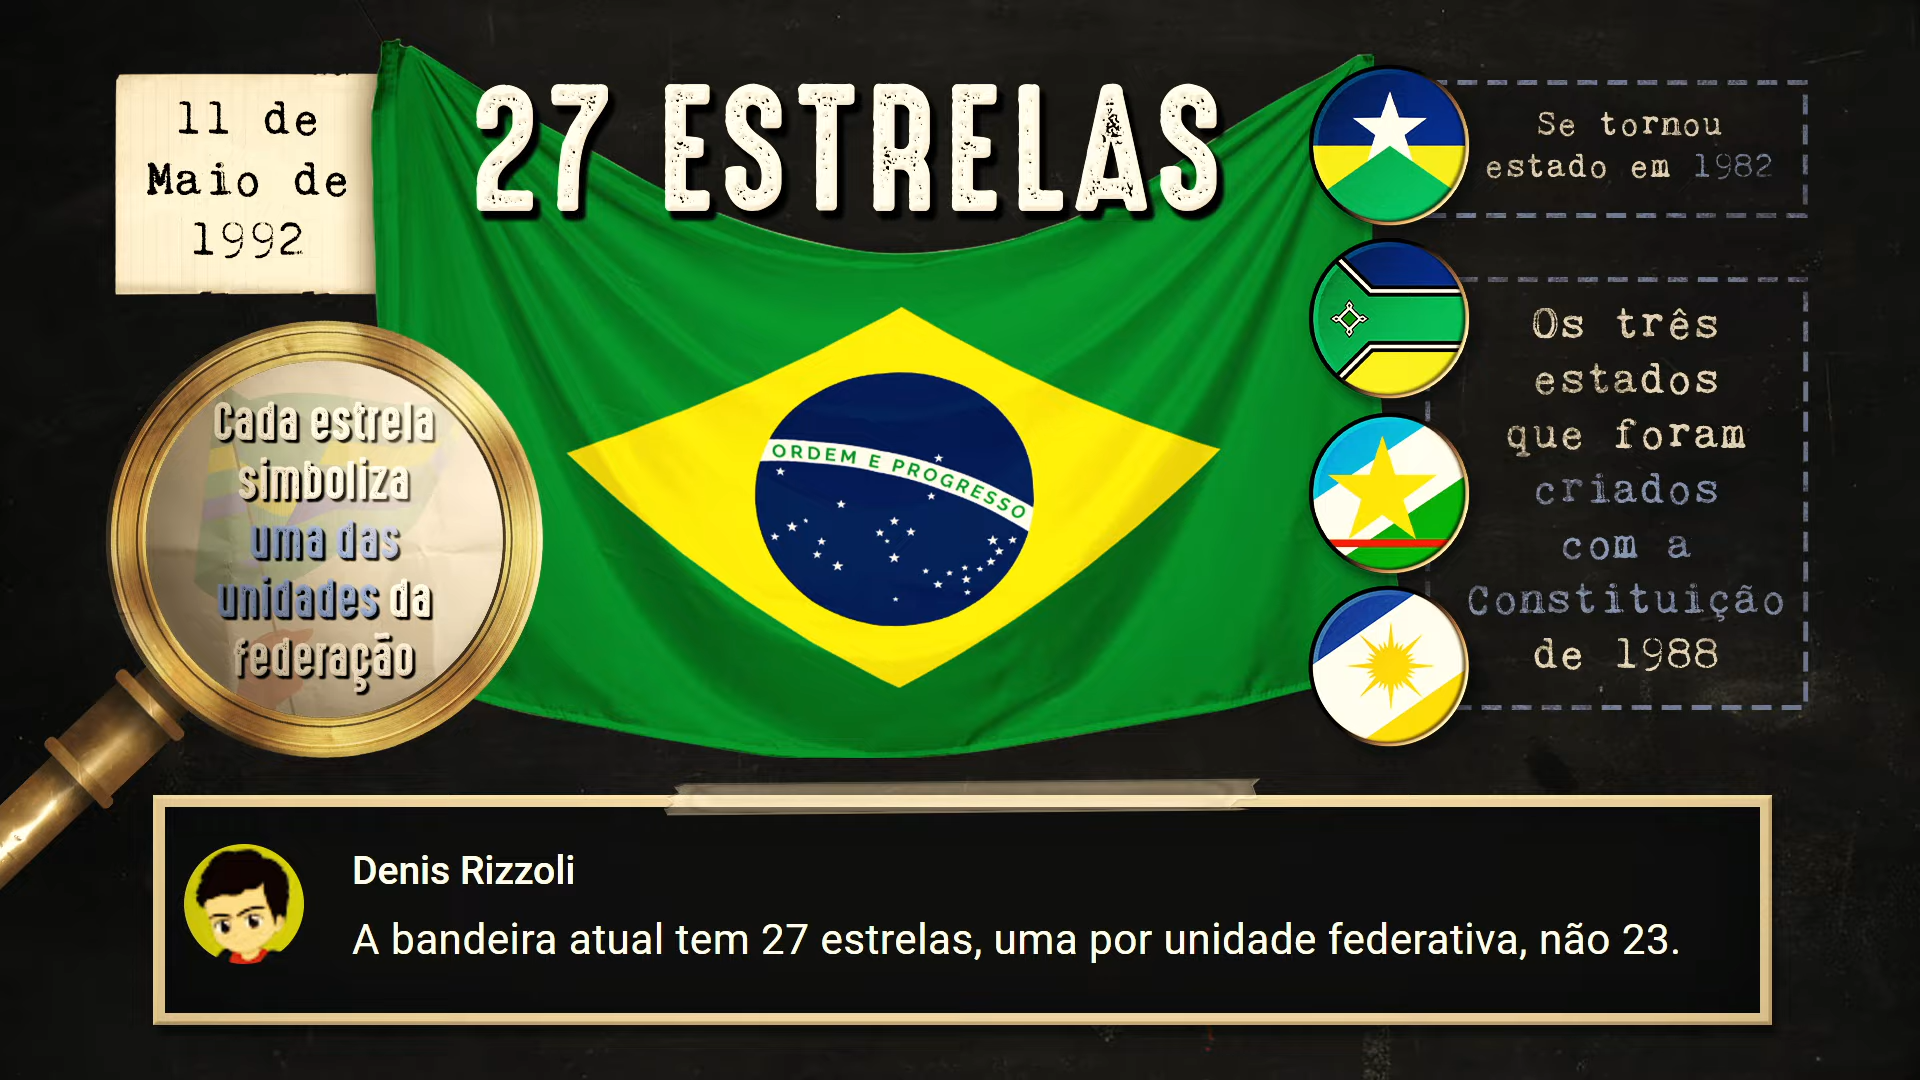 11 de
Maio de
1992
27 ESTRELAS
Se tornou
estado em 1982
Os três
estados
que foram
criados
com a
Constituição
de 1988
Cada estrela
simboliza
uma das
unidades da
federação
ORDEM E PROGRESSO
Denis Rizzoli
A bandeira atual tem 27 estrelas, uma por unidade federativa, não 23.